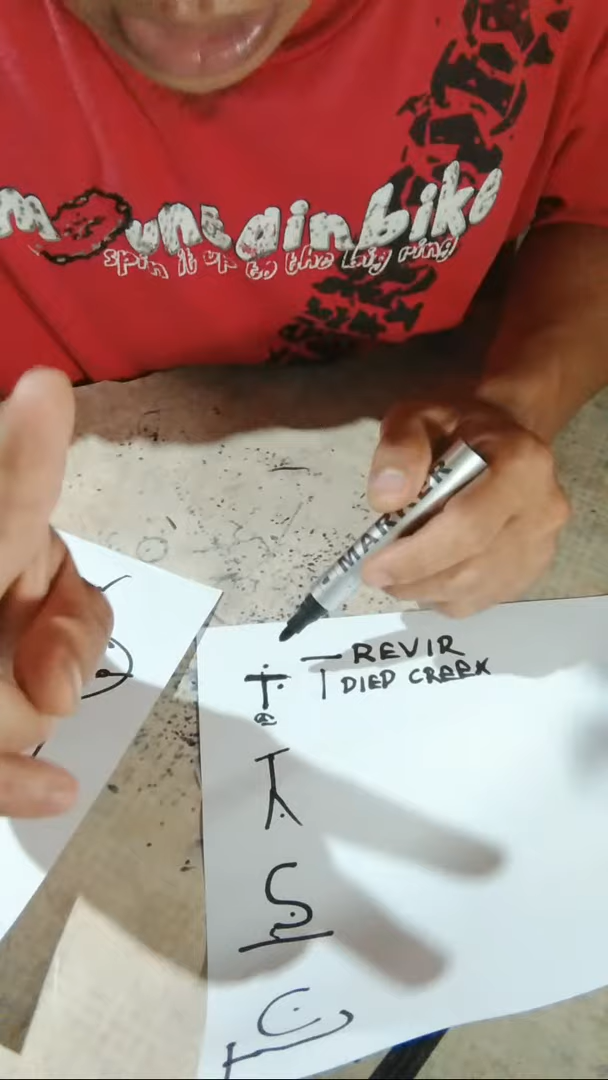 mountainbike
spin it up to the big ring
MARKER
REVIR
DIED CREEK